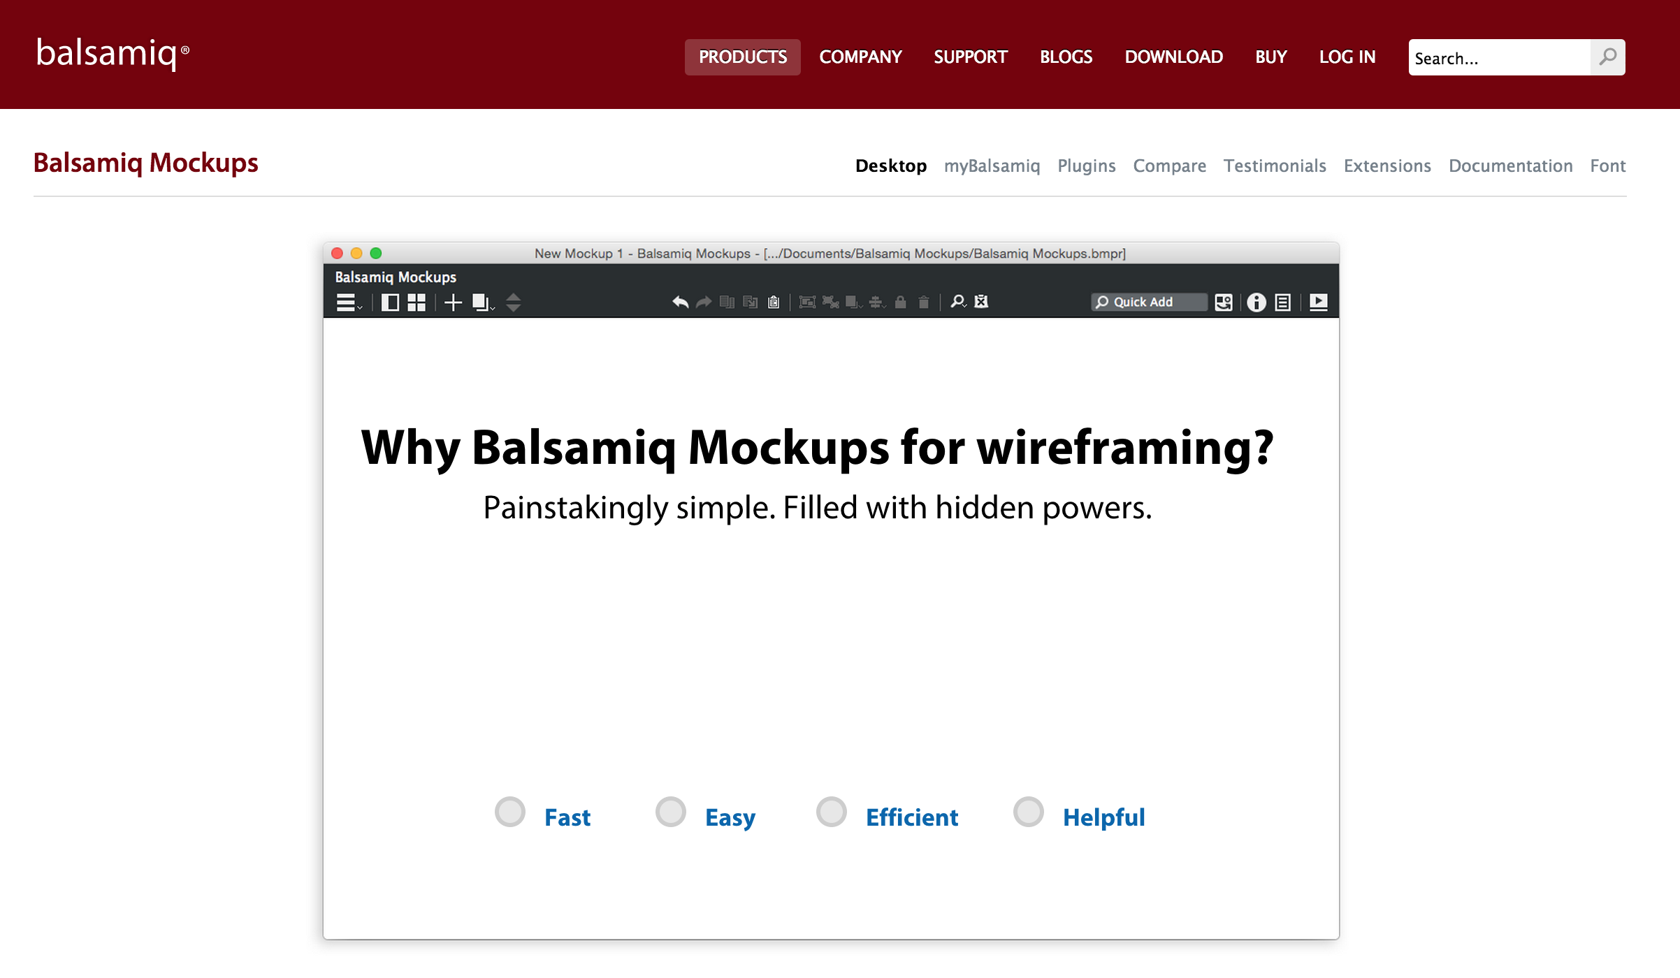 balsamiq®
PRODUCTS COMPANY SUPPORT BLOGS DOWNLOAD BUY LOG IN Search...
Balsamiq Mockups
Desktop myBalsamiq Plugins Compare Testimonials Extensions Documentation Font
New Mockup 1 - Balsamiq Mockups - [.../Documents/Balsamiq Mockups/Balsamiq Mockups.bmpr]
Balsamiq Mockups
Quick Add
Why Balsamiq Mockups for wireframing?
Painstakingly simple. Filled with hidden powers.
Fast Easy Efficient Helpful